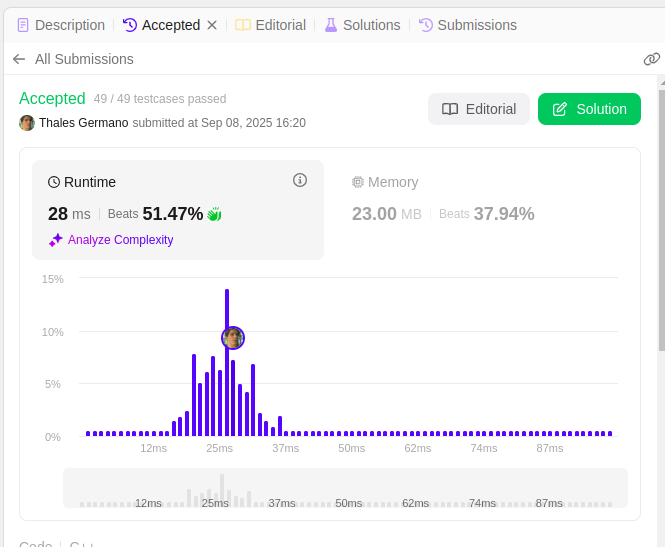 Description Accepted Editorial Solutions Submissions
All Submissions
Accepted 49 / 49 testcases passed
Thales Germano submitted at Sep 08, 2025 16:20
Editorial Solution
Runtime
28 ms Beats 51.47%
Analyze Complexity
Memory
23.00 MB Beats 37.94%
15%
10%
5%
0%
12ms 25ms 37ms 50ms 62ms 74ms 87ms
12ms 25ms 37ms 50ms 62ms 74ms 87ms
Code C++